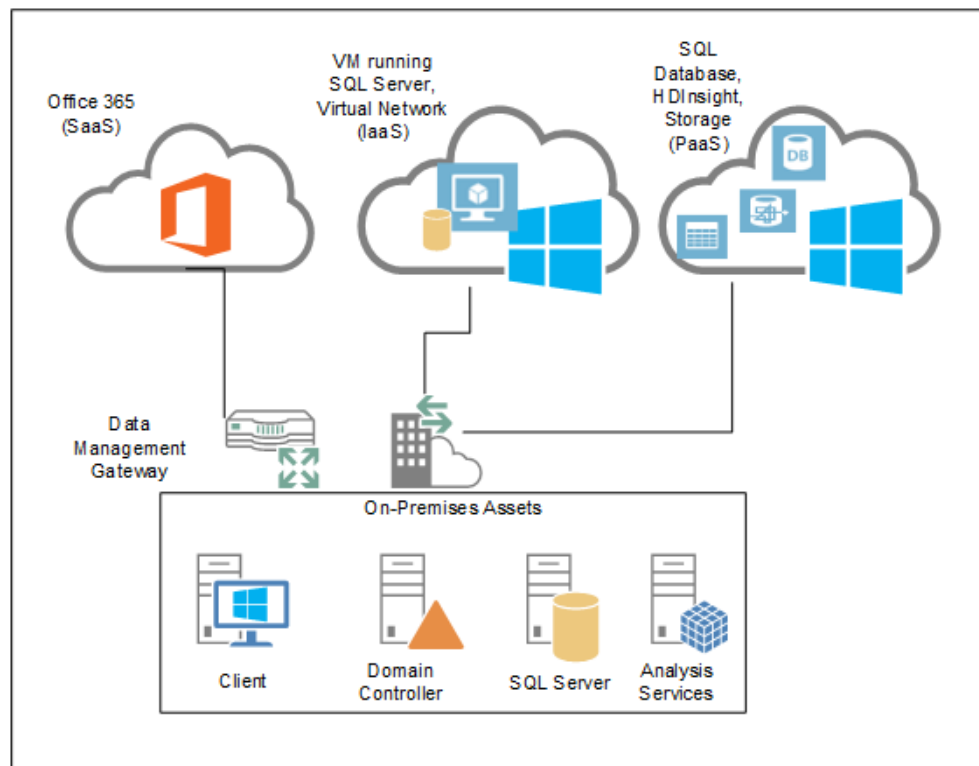 Office 365
(SaaS)
VM running
SQL Server,
Virtual Network
(IaaS)
SQL
Database,
HDInsight,
Storage
(PaaS)
DB
Data
Management
Gateway
On-Premises Assets
Client
Domain
Controller
SQL Server
Analysis
Services